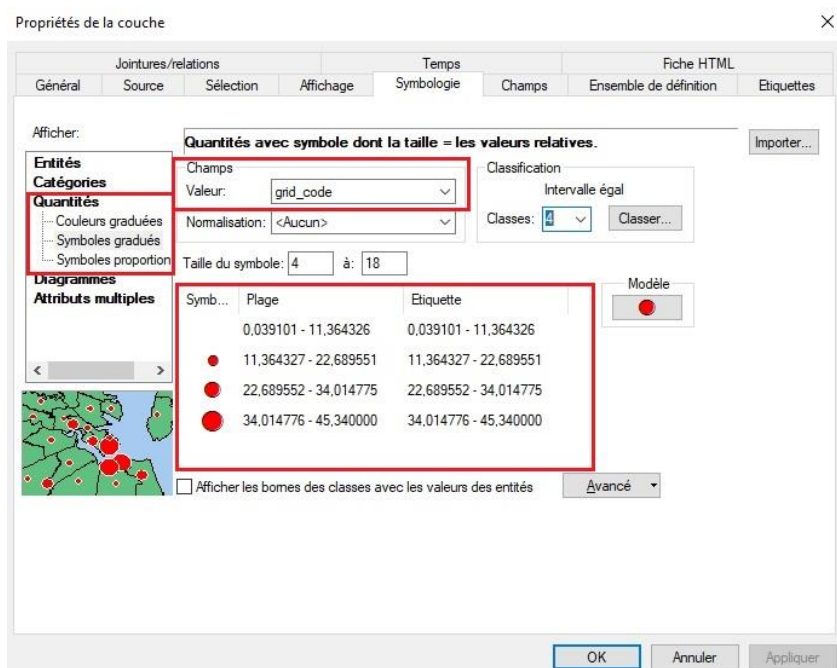 Propriétés de la couche
Jointures/relations Temps Fiche HTML
Général Source Sélection Affichage Symbologie Champs Ensemble de définition Etiquettes
Afficher:
Entités
Catégories
Quantités
Couleurs graduées
Symboles gradués
Symboles proportion
Diagrammes
Attributs multiples
Quantités avec symbole dont la taille = les valeurs relatives.
Importer...
Champs
Valeur: grid_code
Normalisation: <Aucun>
Classification
Intervalle égal
Classes: 4 Classer...
Taille du symbole: 4 à: 18
Symb... Plage Etiquette
0,039101 - 11,364326 0,039101 - 11,364326
11,364327 - 22,689551 11,364327 - 22,689551
22,689552 - 34,014775 22,689552 - 34,014775
34,014776 - 45,340000 34,014776 - 45,340000
Modèle
Afficher les bornes des classes avec les valeurs des entités
Avancé
OK Annuler Appliquer